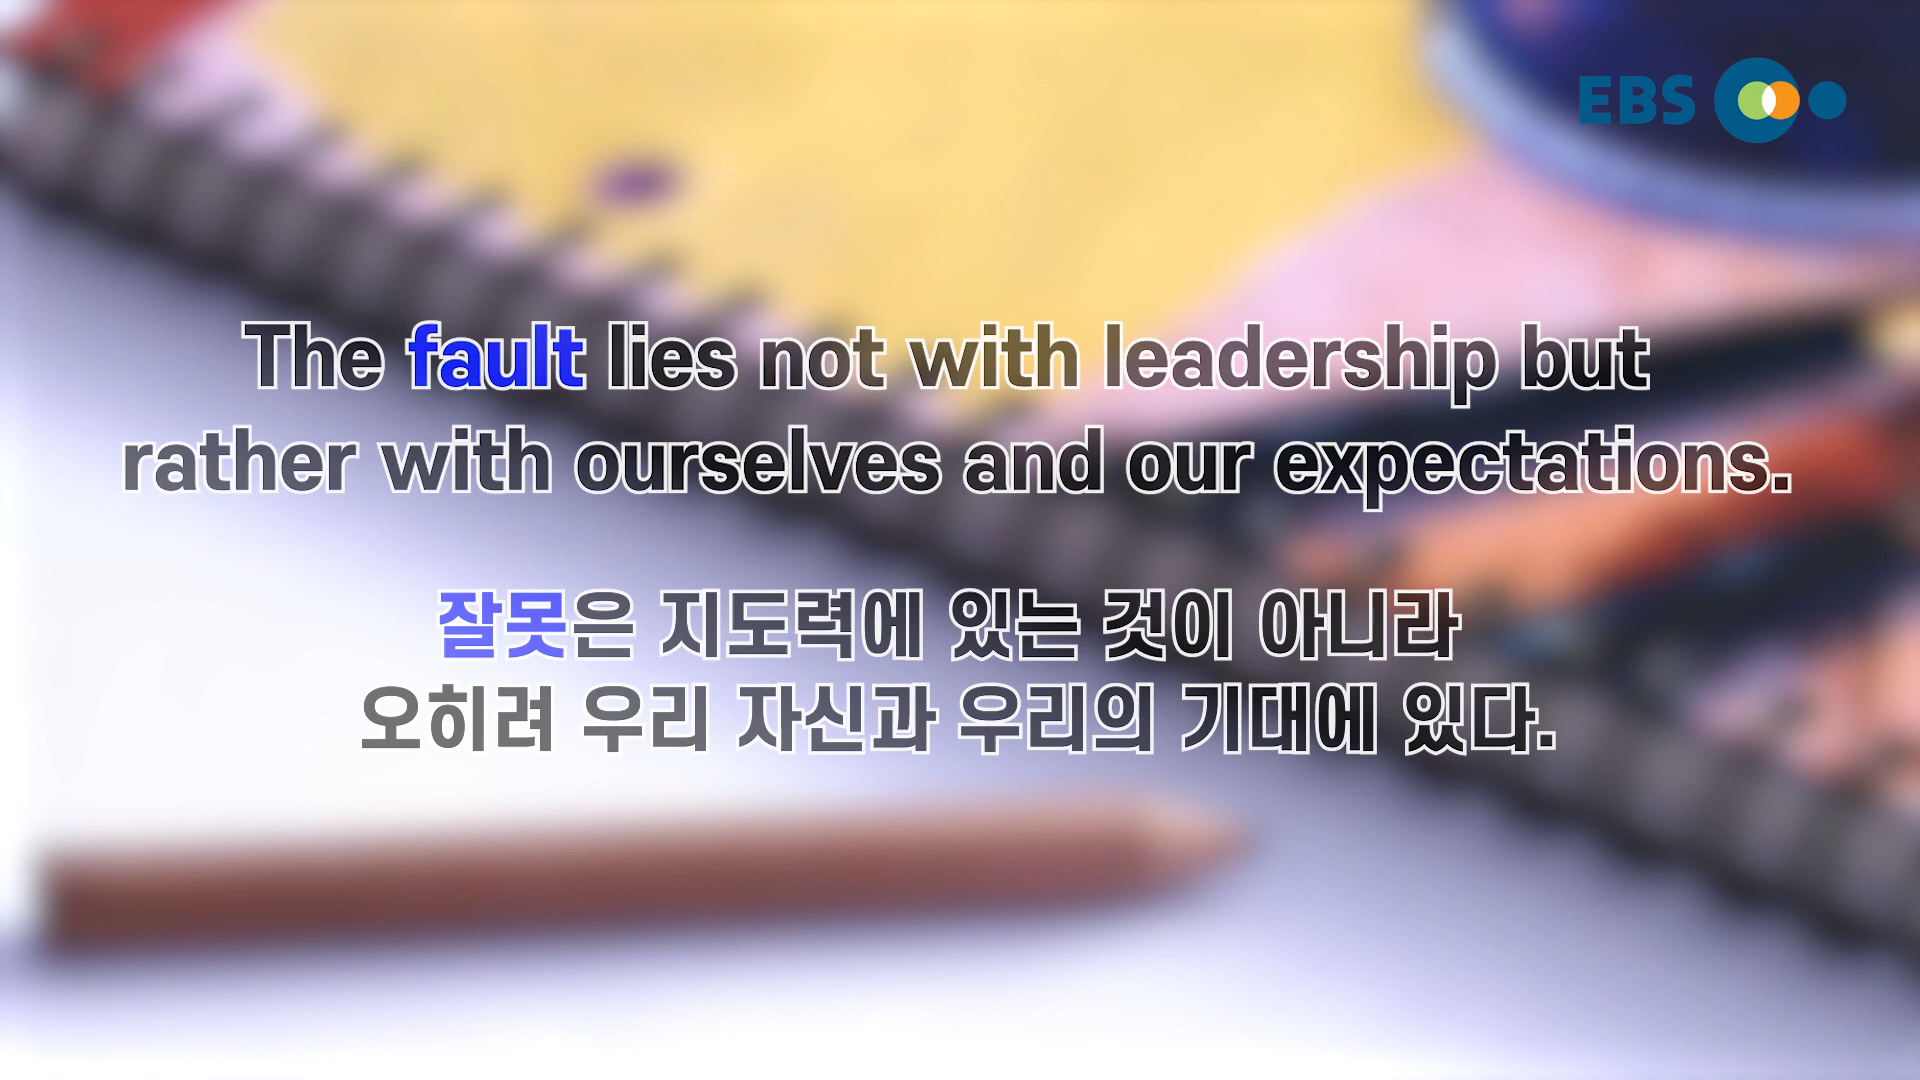 EBS
The fault lies not with leadership but
rather with ourselves and our expectations.
잘못은 지도력에 있는 것이 아니라
오히려 우리 자신과 우리의 기대에 있다.